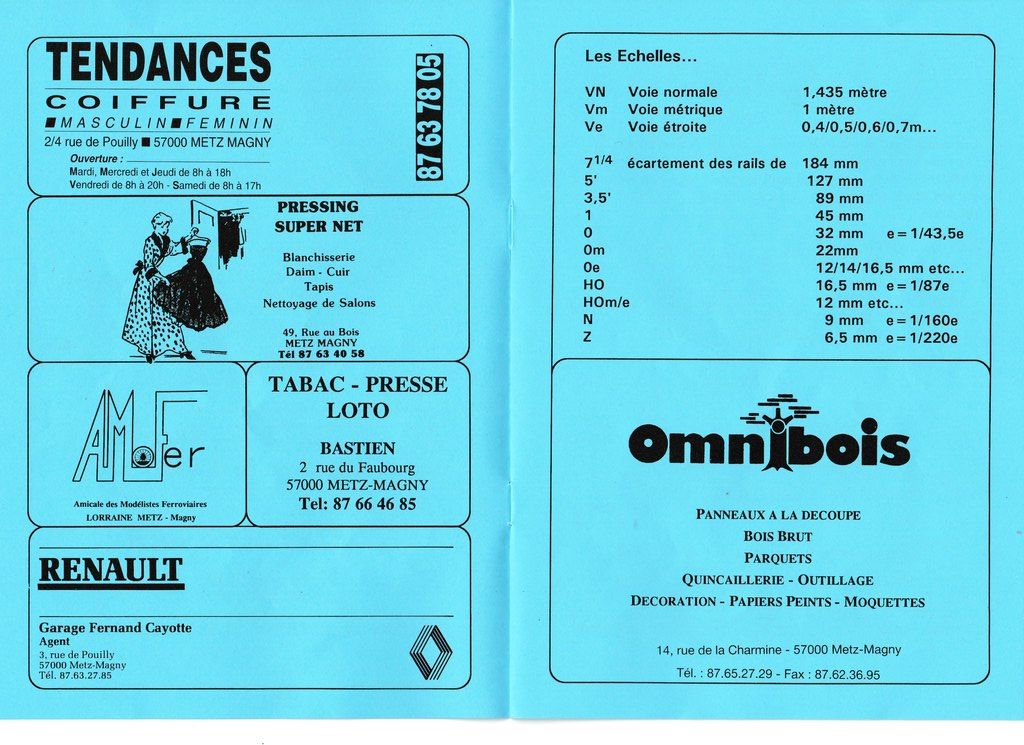 TENDANCES
COIFFURE
■MASCULIN■FEMININ
2/4 rue de Pouilly ■ 57000 METZ MAGNY
Ouverture :
Mardi, Mercredi et Jeudi de 8h à 18h
Vendredi de 8h à 20h - Samedi de 8h à 17h
87 63 78 05
PRESSING
SUPER NET
Blanchisserie
Daim - Cuir
Tapis
Nettoyage de Salons
49, Rue au Bois
METZ MAGNY
Tél 87 63 40 58
AMoFer
Amicale des Modélistes Ferroviaires
LORRAINE METZ - Magny
TABAC - PRESSE
LOTO
BASTIEN
2 rue du Faubourg
57000 METZ-MAGNY
Tel: 87 66 46 85
RENAULT
Garage Fernand Cayotte
Agent
3, rue de Pouilly
57000 Metz-Magny
Tél. 87.63.27.85
Les Echelles...
VN Voie normale 1,435 mètre
Vm Voie métrique 1 mètre
Ve Voie étroite 0,4/0,5/0,6/0,7m...
7 1/4 écartement des rails de 184 mm
5' 127 mm
3,5' 89 mm
1 45 mm
0 32 mm e=1/43,5e
0m 22mm
0e 12/14/16,5 mm etc...
HO 16,5 mm e=1/87e
HOm/e 12 mm etc...
N 9 mm e=1/160e
Z 6,5 mm e=1/220e
Omnibois
PANNEAUX A LA DECOUPE
BOIS BRUT
PARQUETS
QUINCAILLERIE - OUTILLAGE
DECORATION - PAPIERS PEINTS - MOQUETTES
14, rue de la Charmine - 57000 Metz-Magny
Tél. : 87.65.27.29 - Fax : 87.62.36.95